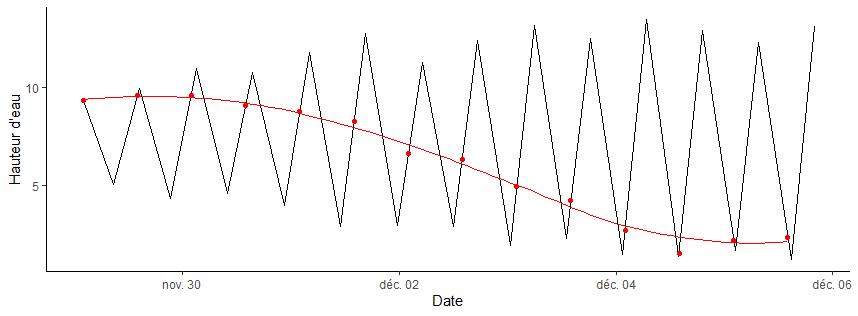 Hauteur d'eau
10
5
nov. 30
déc. 02
déc. 04
déc. 06
Date